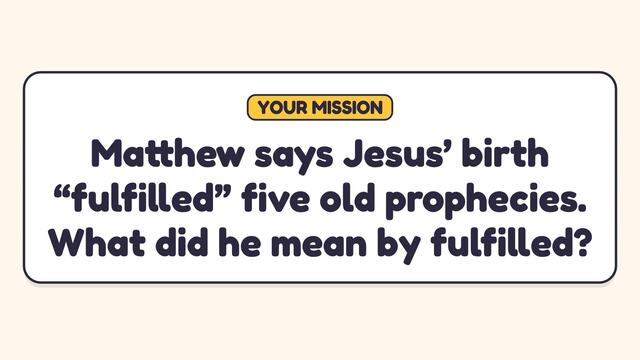 YOUR MISSION
Matthew says Jesus’ birth
“fulfilled” five old prophecies.
What did he mean by fulfilled?